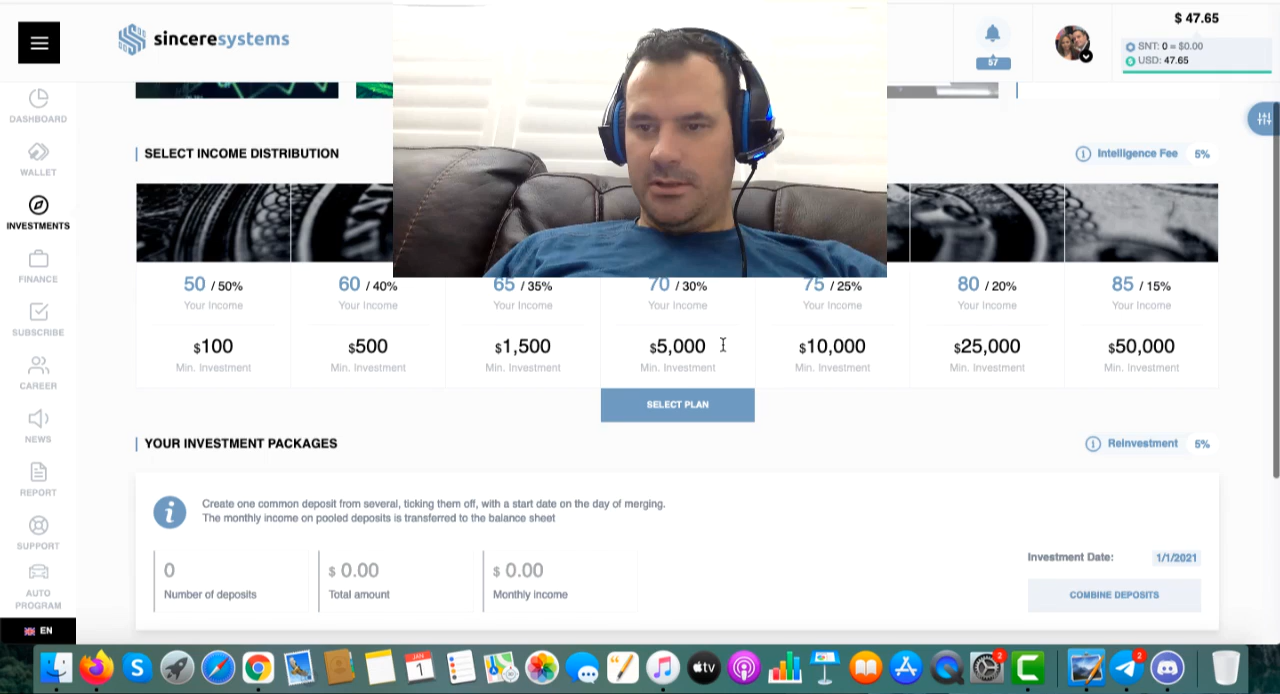 sinceresystems
57
$ 47.65
SNT: 0 = $0.00
USD: 47.65
DASHBOARD
WALLET
INVESTMENTS
FINANCE
SUBSCRIBE
CAREER
NEWS
REPORT
SUPPORT
AUTO
PROGRAM
EN
SELECT INCOME DISTRIBUTION
Intelligence Fee 5%
50 / 50%
Your Income
$100
Min. Investment
60 / 40%
Your Income
$500
Min. Investment
65 / 35%
Your Income
$1,500
Min. Investment
70 / 30%
Your Income
$5,000
Min. Investment
75 / 25%
Your Income
$10,000
Min. Investment
80 / 20%
Your Income
$25,000
Min. Investment
85 / 15%
Your Income
$50,000
Min. Investment
SELECT PLAN
YOUR INVESTMENT PACKAGES
Reinvestment 5%
Create one common deposit from several, ticking them off, with a start date on the day of merging.
The monthly income on pooled deposits is transferred to the balance sheet
0
Number of deposits
$ 0.00
Total amount
$ 0.00
Monthly income
Investment Date: 1/1/2021
COMBINE DEPOSITS
JAN
1
tv
2
2